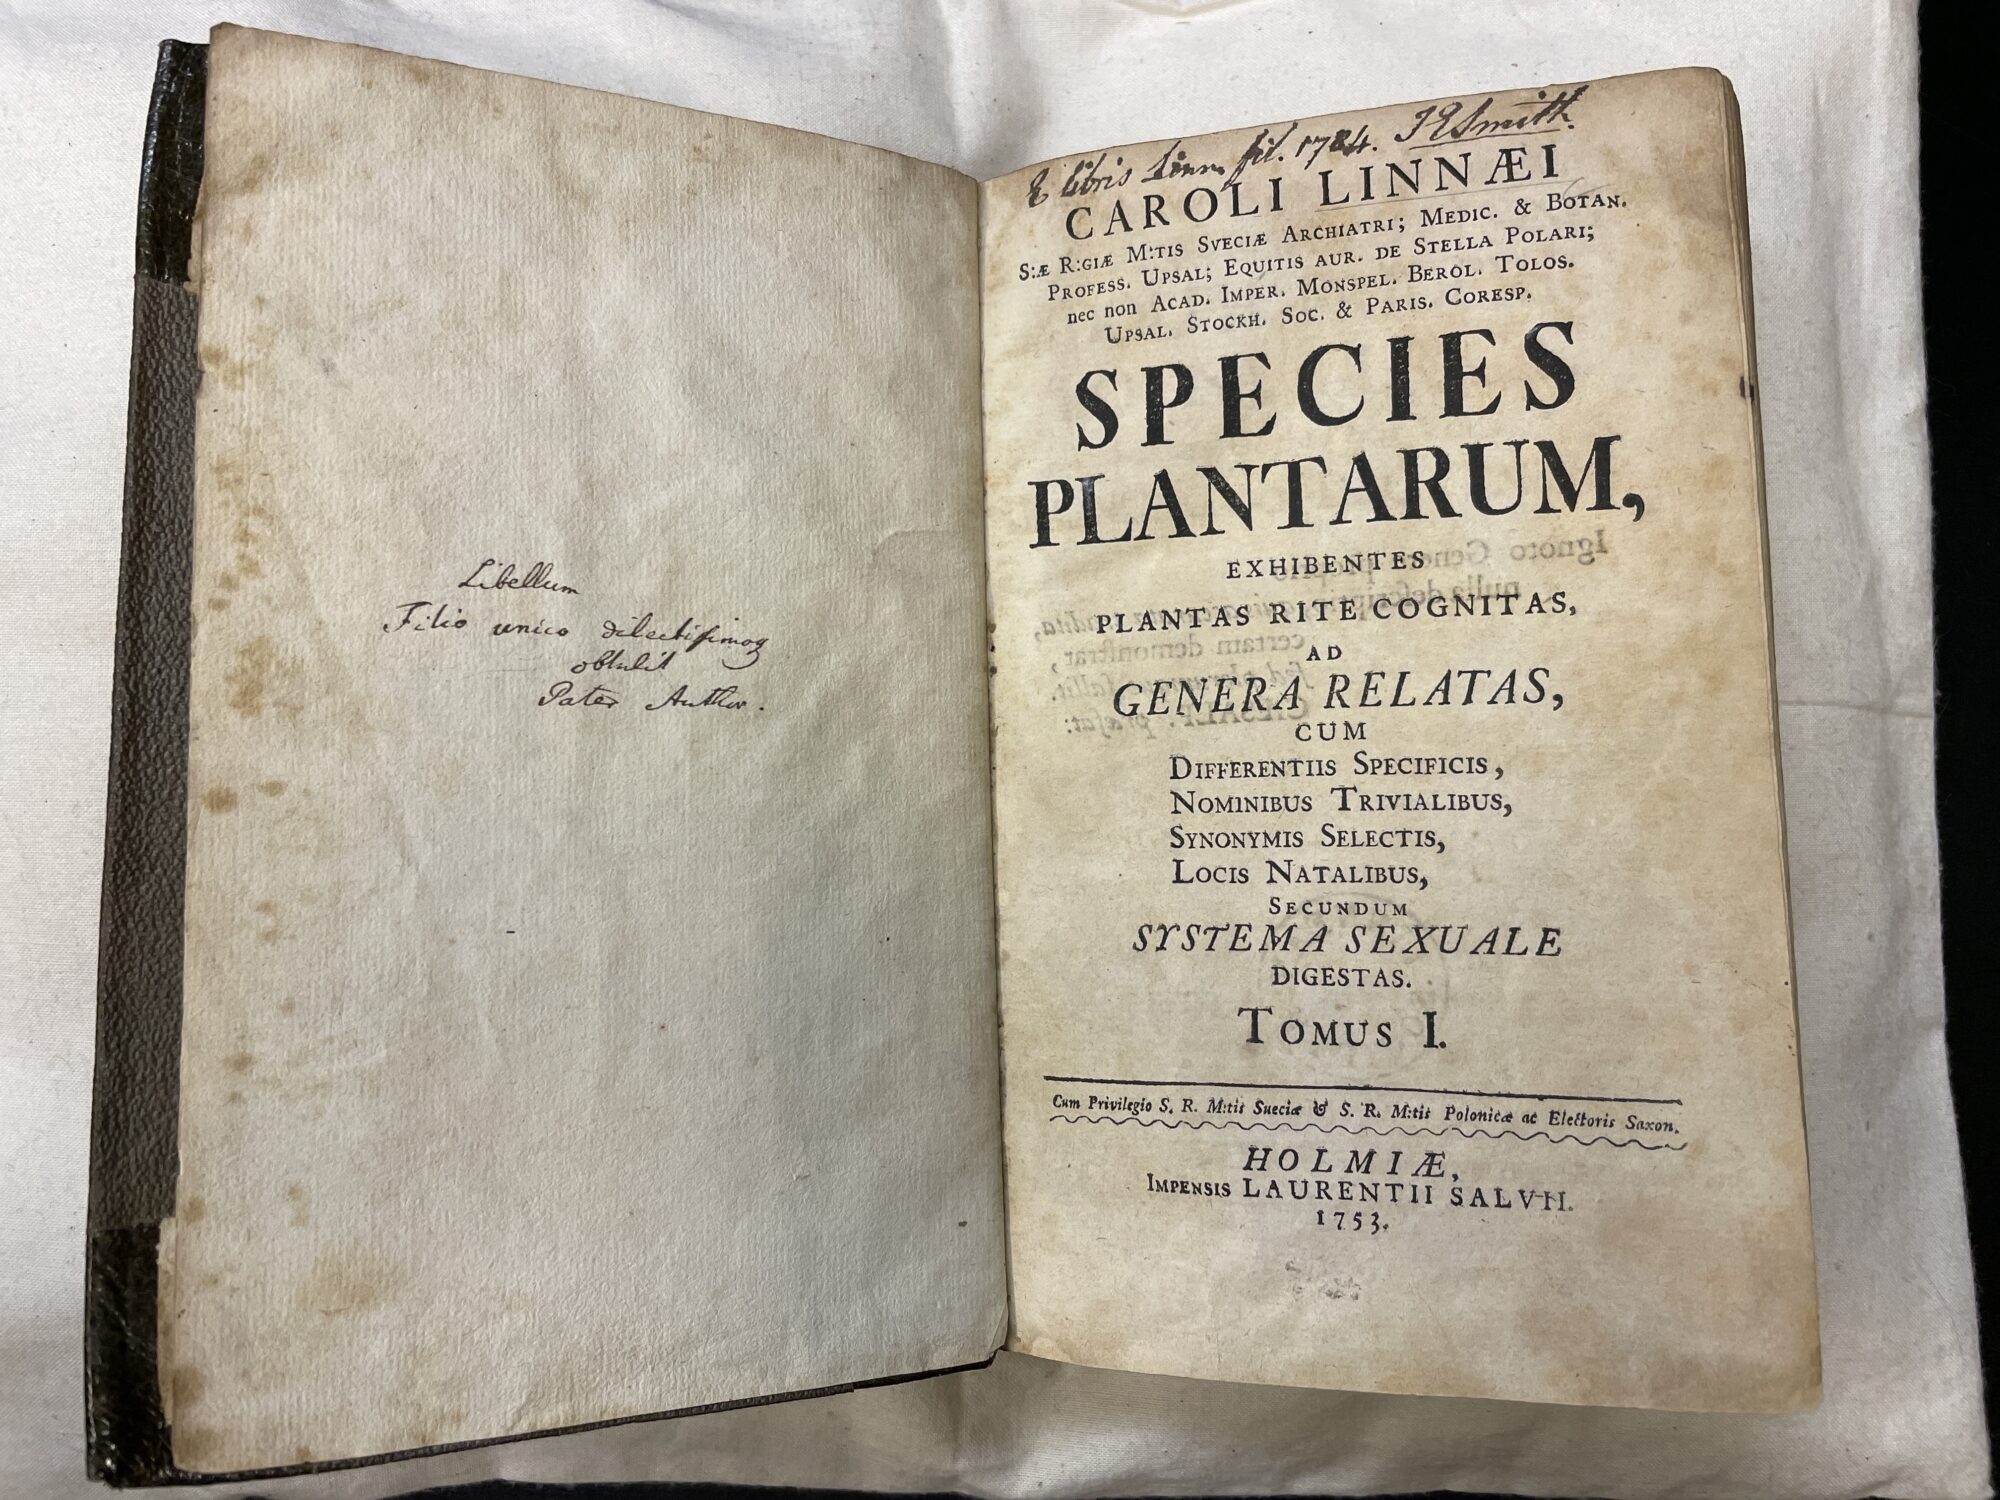 Libellum
Filio unico dilectissimoq
obtulit
Pater Author.
E libris Linn. fil. 1784. J E Smith.
CAROLI LINNÆI
S:Æ R:GIÆ M:TIS SVECIÆ ARCHIATRI; MEDIC. & BOTAN.
PROFESS. UPSAL; EQUITIS AUR. DE STELLA POLARI;
nec non ACAD. IMPER. MONSPEL. BEROL. TOLOS.
UPSAL. STOCKH. SOC. & PARIS. CORESP.
SPECIES
PLANTARUM,
EXHIBENTES
PLANTAS RITE COGNITAS,
AD
GENERA RELATAS,
CUM
DIFFERENTIIS SPECIFICIS,
NOMINIBUS TRIVIALIBUS,
SYNONYMIS SELECTIS,
LOCIS NATALIBUS,
SECUNDUM
SYSTEMA SEXUALE
DIGESTAS.
TOMUS I.
Cum Privilegio S. R. M:tis Sueciæ & S. R. M:tis Polonicæ ac Electoris Saxon.
HOLMIÆ,
IMPENSIS LAURENTII SALVII.
1753.